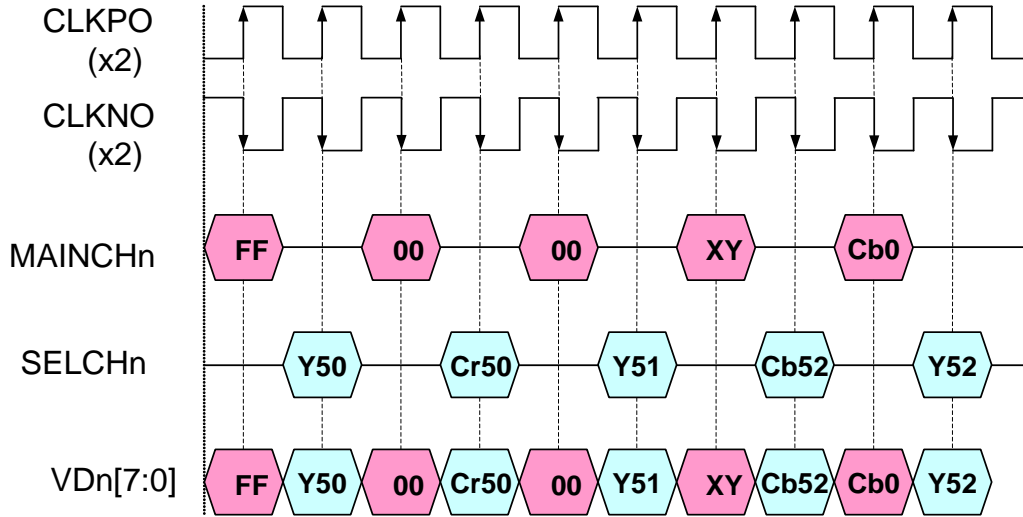 CLKPO
(x2)
CLKNO
(x2)
MAINCHn FF 00 00 XY Cb0
SELCHn Y50 Cr50 Y51 Cb52 Y52
VDn[7:0] FF Y50 00 Cr50 00 Y51 XY Cb52 Cb0 Y52